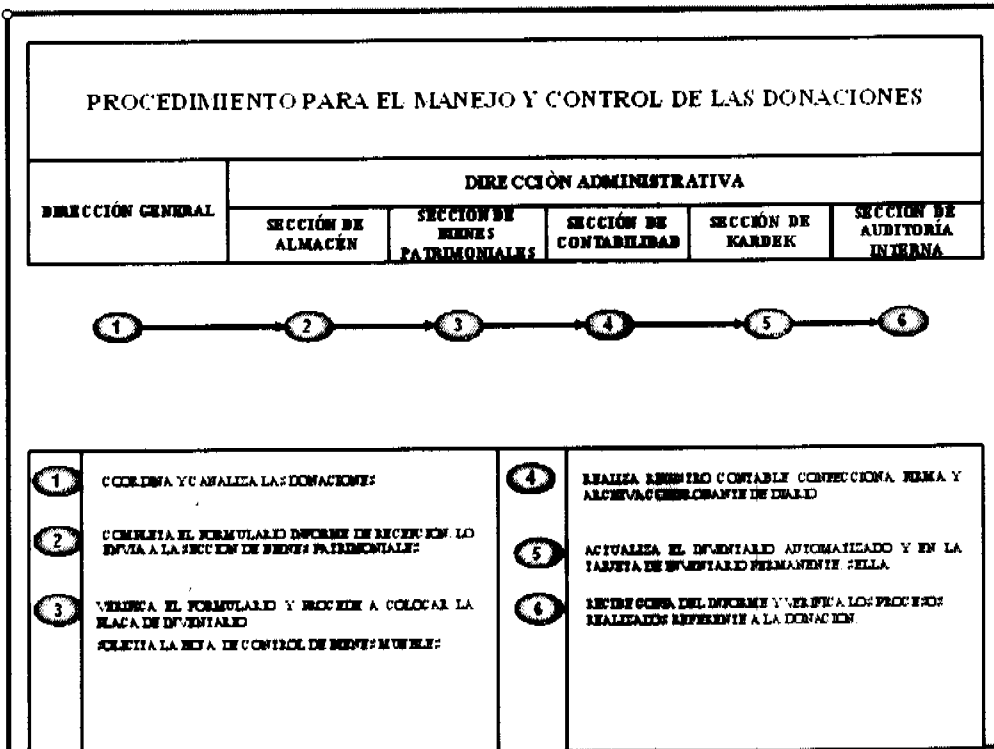 PROCEDIMIENTO PARA EL MANEJO Y CONTROL DE LAS DONACIONES
DIRECCIÓN GENERAL
DIRECCIÒN ADMINISTRATIVA
SECCIÓN DE
ALMACÉN
SECCION DE
BIENES
PATRIMONIALES
SECCIÓN DE
CONTABILIDAD
SECCIÓN DE
KARDEK
SECCION DE
AUDITORÍA
INTERNA
1 2 3 4 5 6
1 COORDINA Y CANALIZA LAS DONACIONES
2 COMPLETA EL FORMULARIO INFORME DE RECEPCIÓN. LO
ENVIA A LA SECCION DE BIENES PATRIMONIALES
3 VERIFICA EL FORMULARIO Y PROCEDE A COLOCAR LA
PLACA DE INVENTARIO
SOLICITA LA HOJA DE CONTROL DE BIENES MUEBLES
4 REALIZA REGISTRO CONTABLE CONFECCIONA, FIRMA Y
ARCHIVA COMPROBANTE DE DIARIO
5 ACTUALIZA EL INVENTARIO AUTOMATIZADO Y EN LA
TARJETA DE INVENTARIO PERMANENTE. SELLA.
6 RECIBE COPIA DEL INFORME Y VERIFICA LOS PROCESOS
REALIZADOS REFERENTE A LA DONACION.